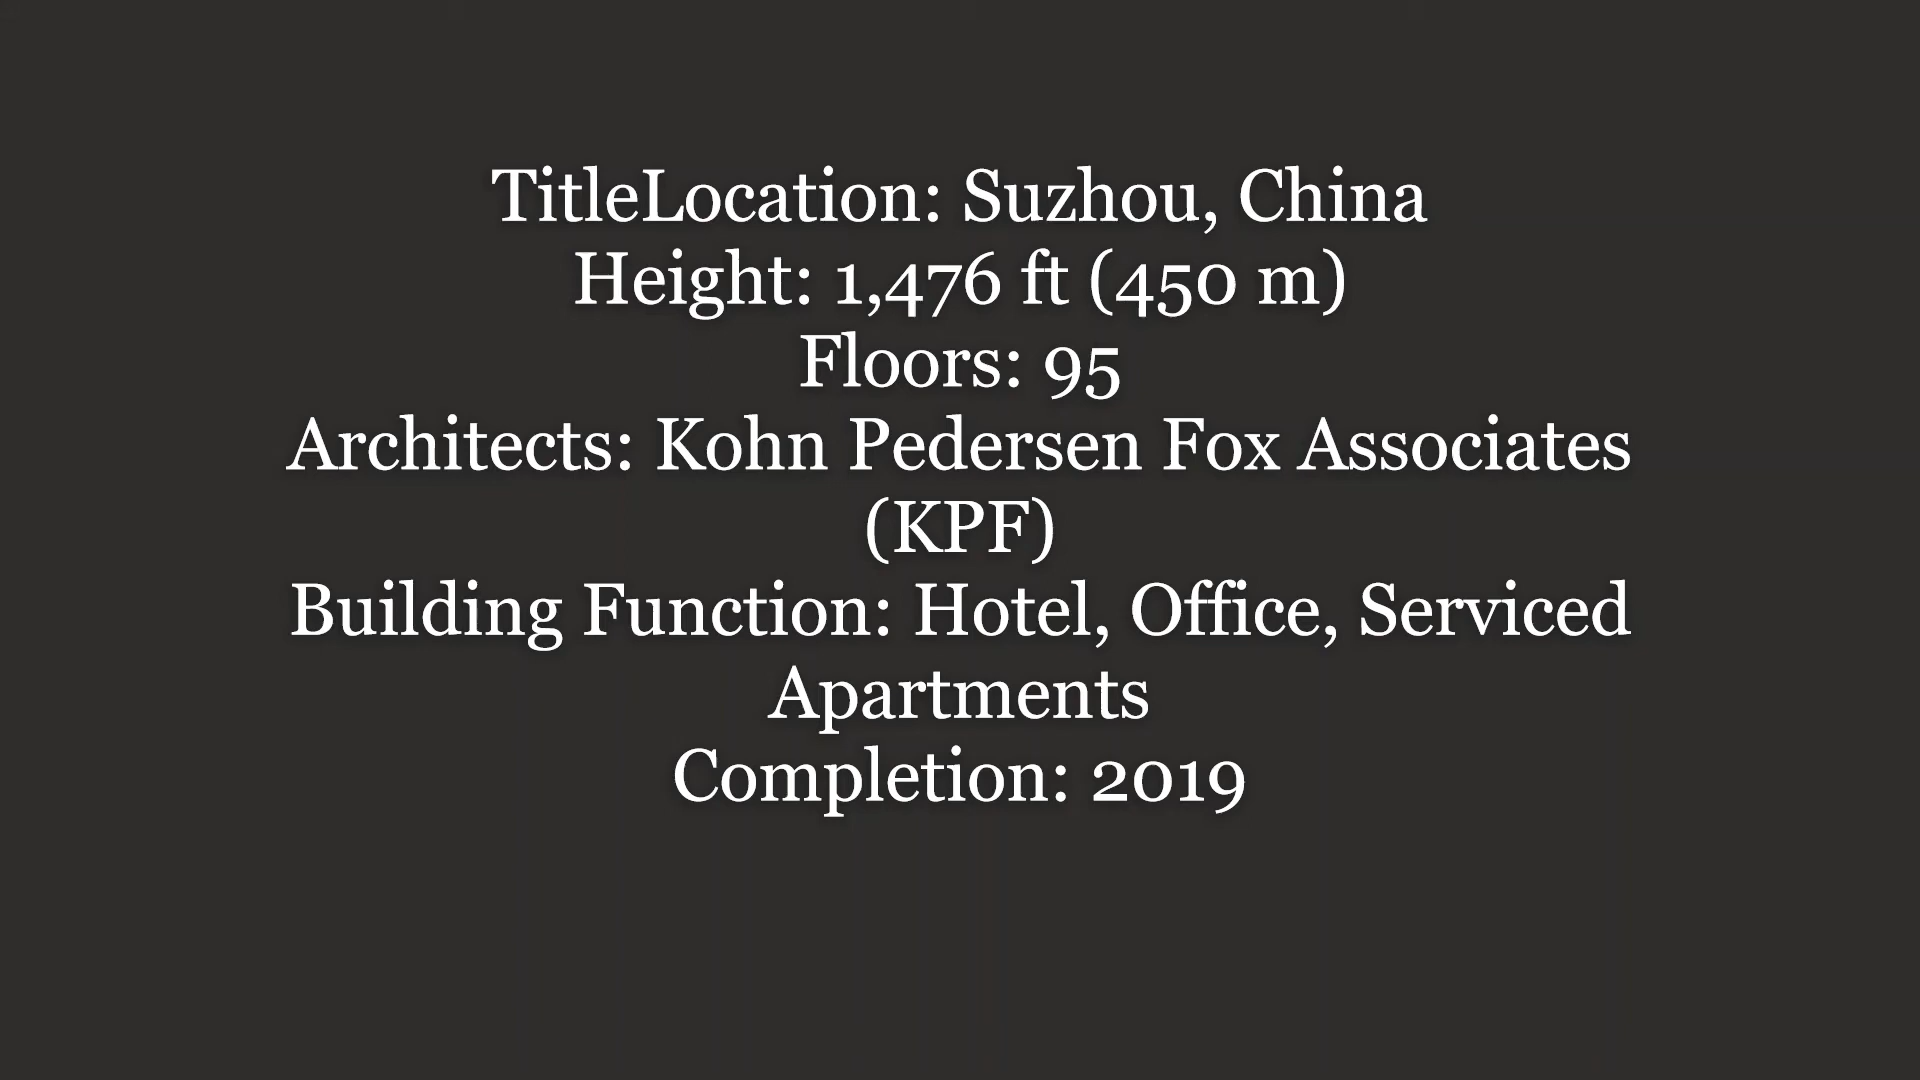 TitleLocation: Suzhou, China
Height: 1,476 ft (450 m)
Floors: 95
Architects: Kohn Pedersen Fox Associates
(KPF)
Building Function: Hotel, Office, Serviced
Apartments
Completion: 2019